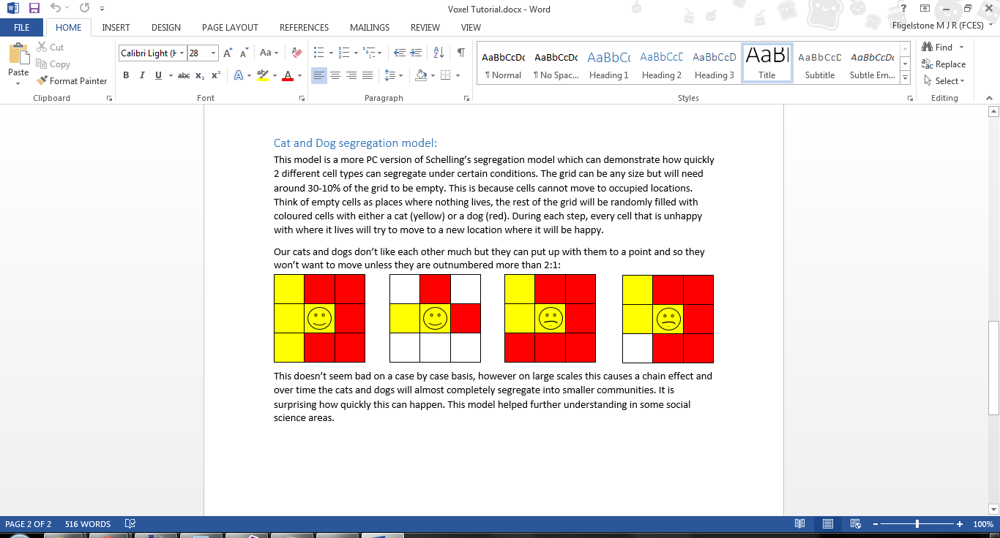 Voxel Tutorial.docx - Word
FILE HOME INSERT DESIGN PAGE LAYOUT REFERENCES MAILINGS REVIEW VIEW
Fligelstone M J R (FCES)
Paste
Cut
Copy
Format Painter
Clipboard
Calibri Light (H 28
Font
Paragraph
AaBbCcDc AaBbCcDc AaBbCc AaBbCcD AaBbCcD AaBl AaBbCcD AaBbCcDc
¶ Normal ¶ No Spac... Heading 1 Heading 2 Heading 3 Title Subtitle Subtle Em...
Styles
Find
Replace
Select
Editing
Cat and Dog segregation model:
This model is a more PC version of Schelling's segregation model which can demonstrate how quickly
2 different cell types can segregate under certain conditions. The grid can be any size but will need
around 30-10% of the grid to be empty. This is because cells cannot move to occupied locations.
Think of empty cells as places where nothing lives, the rest of the grid will be randomly filled with
coloured cells with either a cat (yellow) or a dog (red). During each step, every cell that is unhappy
with where it lives will try to move to a new location where it will be happy.
Our cats and dogs don't like each other much but they can put up with them to a point and so they
won't want to move unless they are outnumbered more than 2:1:
This doesn't seem bad on a case by case basis, however on large scales this causes a chain effect and
over time the cats and dogs will almost completely segregate into smaller communities. It is
surprising how quickly this can happen. This model helped further understanding in some social
science areas.
PAGE 2 OF 2 516 WORDS
100%